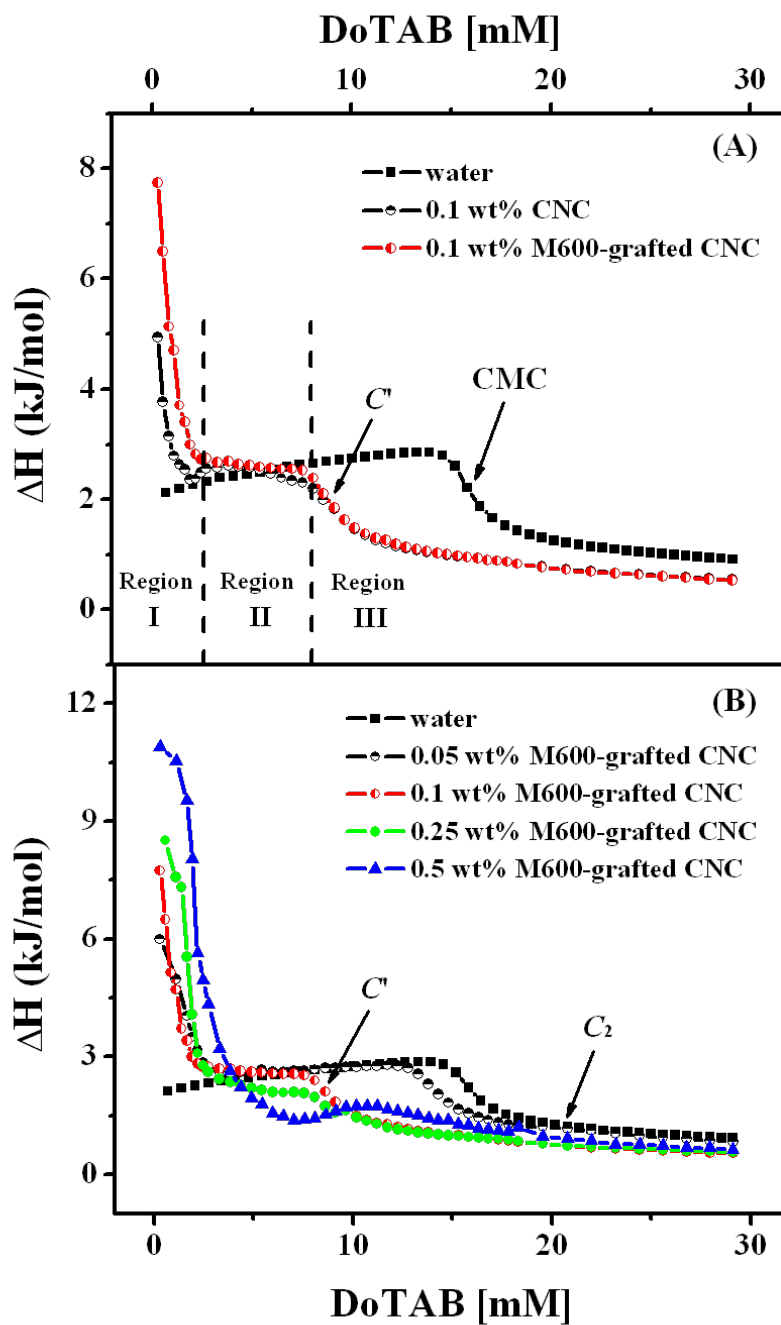 DoTAB [mM]
0 10 20 30
(A)
water
0.1 wt% CNC
0.1 wt% M600-grafted CNC
8
6
4
2
0
ΔH (kJ/mol)
C'
CMC
Region I
Region II
Region III
(B)
water
0.05 wt% M600-grafted CNC
0.1 wt% M600-grafted CNC
0.25 wt% M600-grafted CNC
0.5 wt% M600-grafted CNC
12
9
6
3
0
ΔH (kJ/mol)
C'
C₂
0 10 20 30
DoTAB [mM]